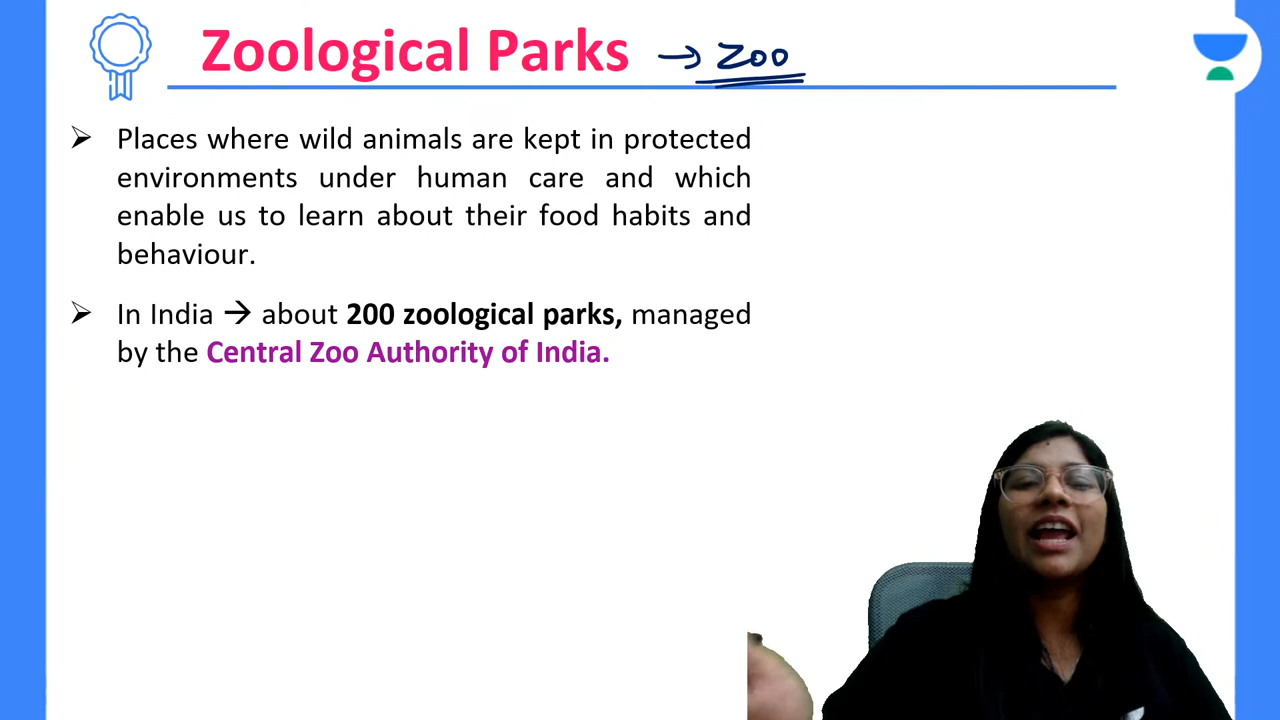 Zoological Parks → Zoo
➢ Places where wild animals are kept in protected
environments under human care and which
enable us to learn about their food habits and
behaviour.
➢ In India → about 200 zoological parks, managed
by the Central Zoo Authority of India.